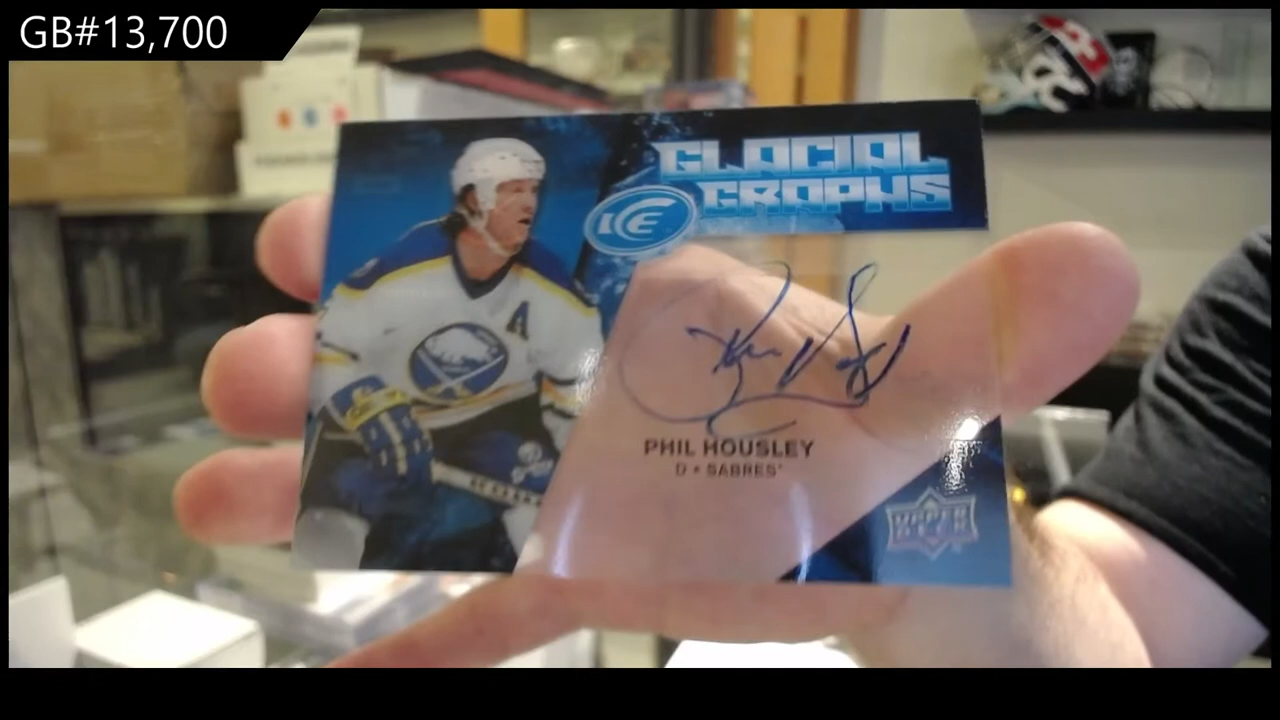 GB#13,700
GLACIAL
GRAPHS
ICE
A
PHIL HOUSLEY
D • SABRES'
UPPER
DECK